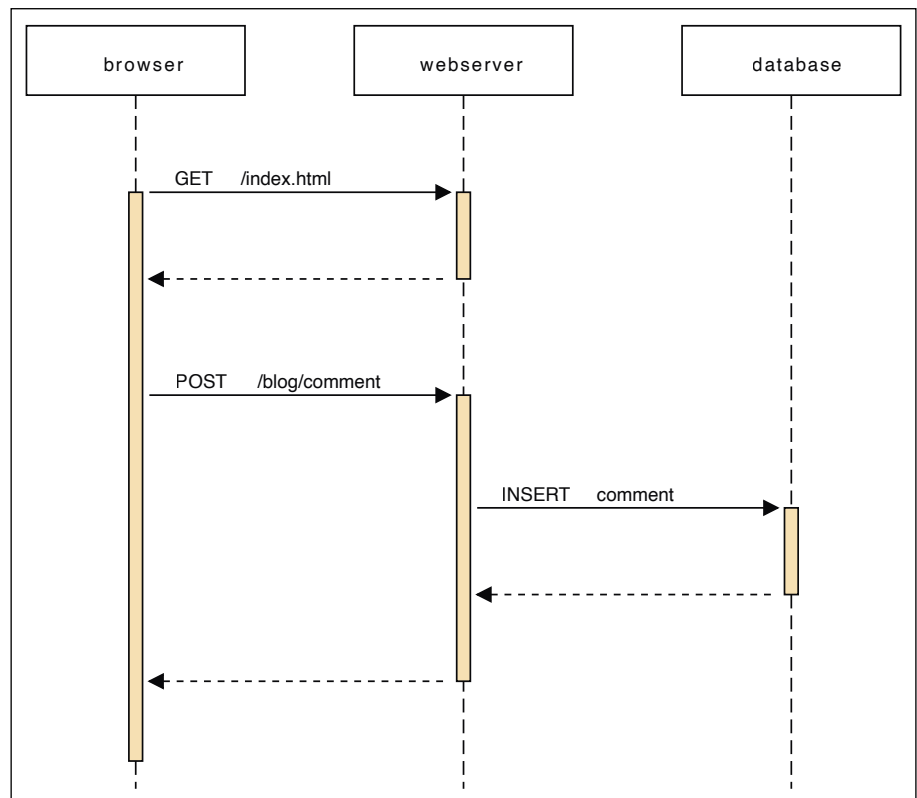 browser
webserver
database
GET /index.html
POST /blog/comment
INSERT comment